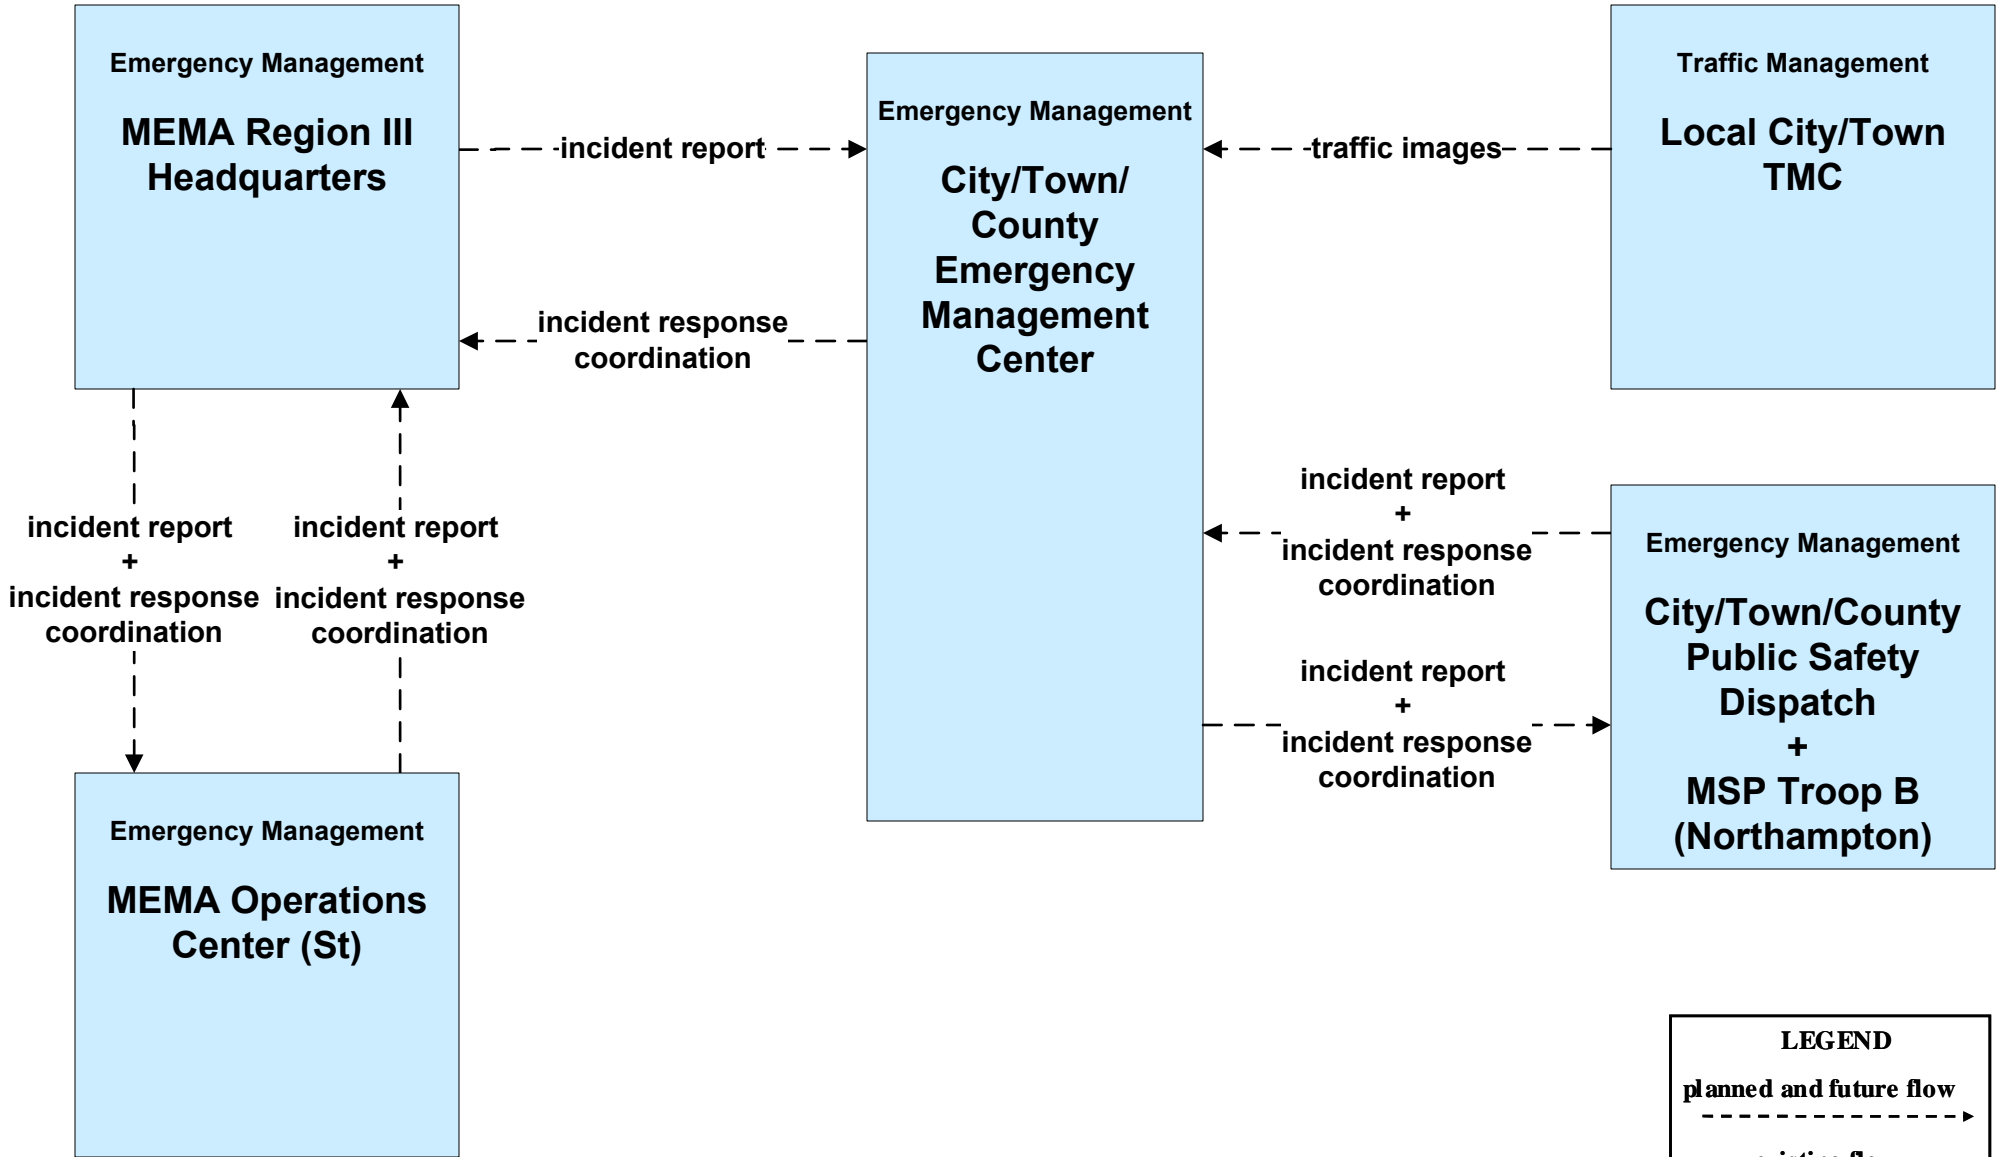 Emergency Management
MEMA Region III
Headquarters
incident report
incident response
coordination
Emergency Management
City/Town/
County
Emergency
Management
Center
traffic images
Traffic Management
Local City/Town
TMC
incident report
+
incident response
coordination
incident report
+
incident response
coordination
incident report
+
incident response
coordination
incident report
+
incident response
coordination
Emergency Management
City/Town/County
Public Safety
Dispatch
+
MSP Troop B
(Northampton)
Emergency Management
MEMA Operations
Center (St)
LEGEND
planned and future flow